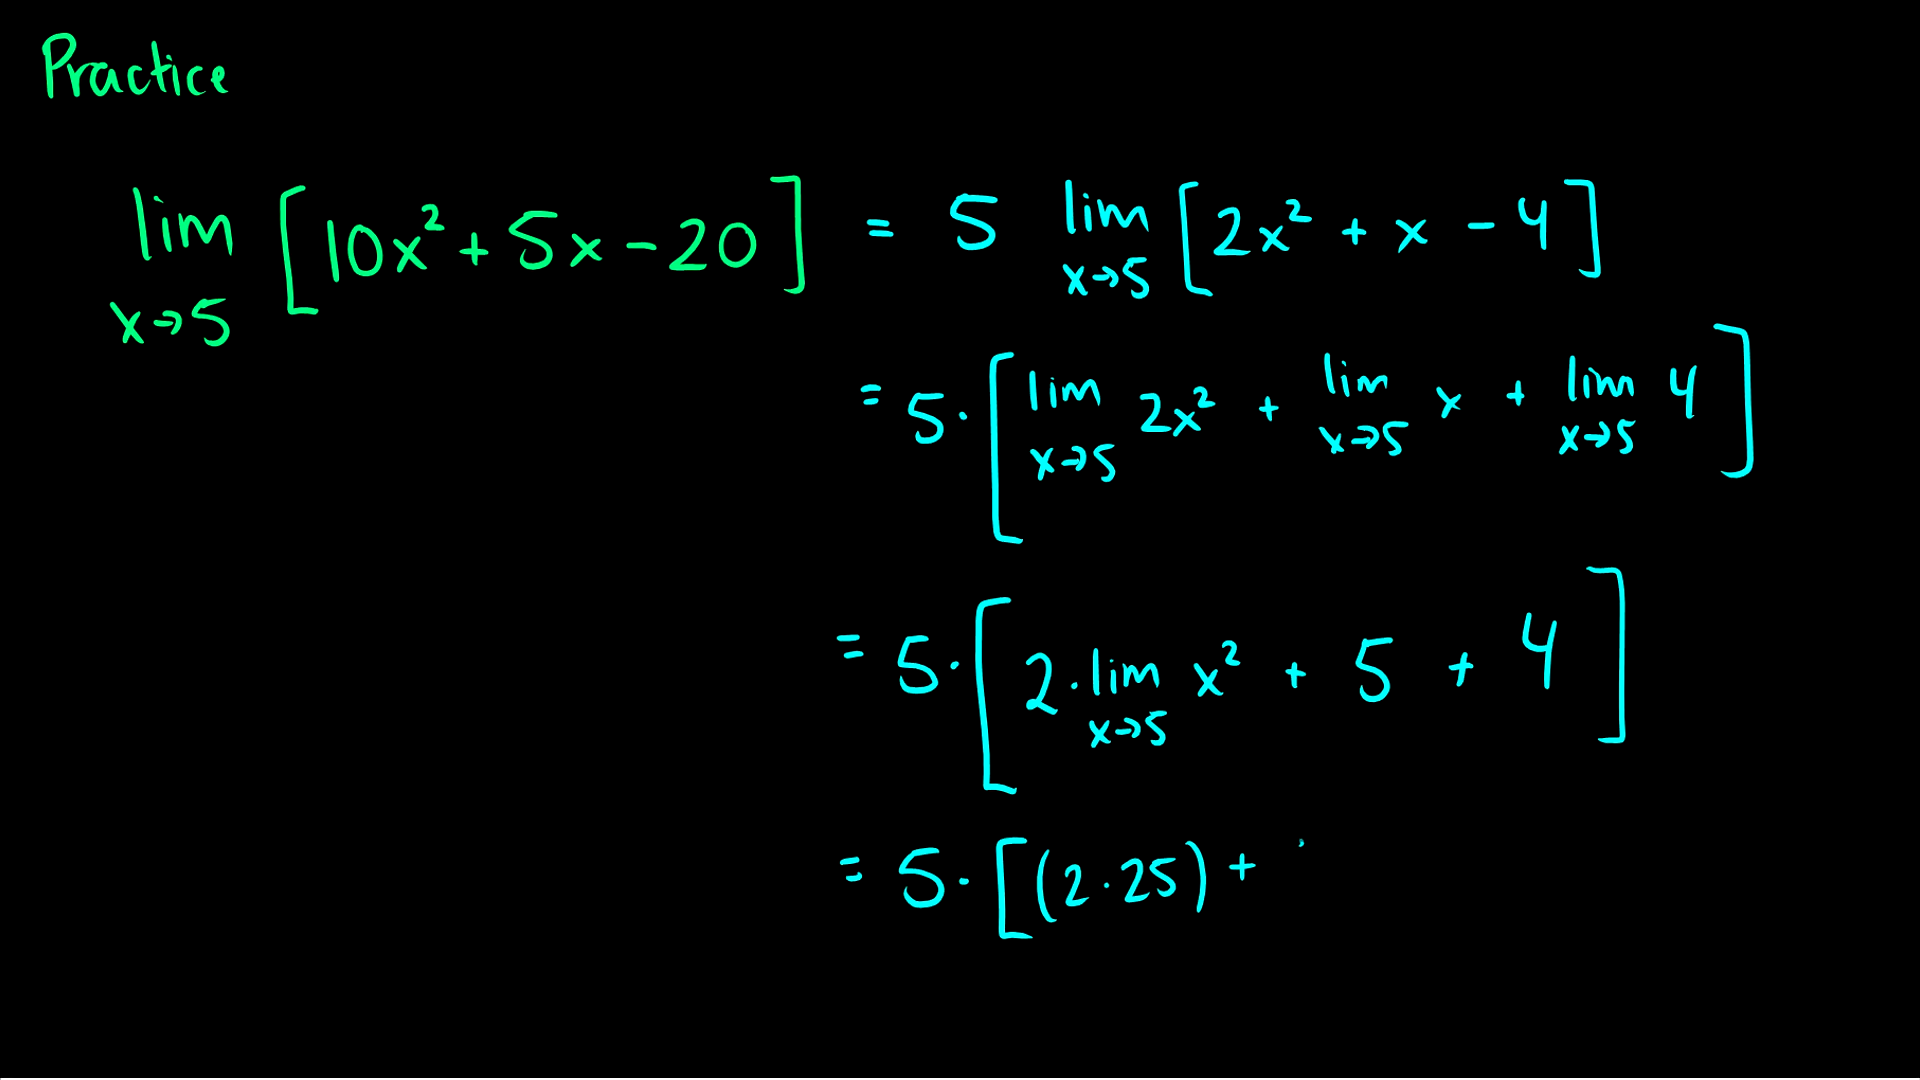 Practice
lim x→5 [10x² + 5x - 20] = 5 lim x→5 [2x² + x - 4]
= 5 · [lim x→5 2x² + lim x→5 x + lim x→5 4]
= 5 · [2 · lim x→5 x² + 5 + 4]
= 5 · [(2 · 25) +